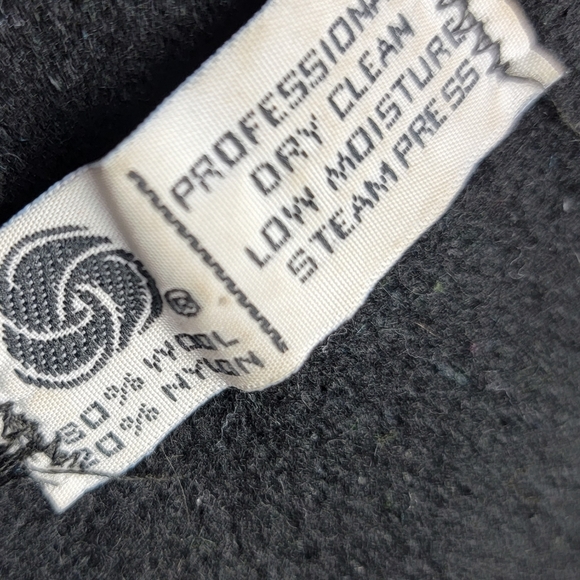 PROFESSIONAL
DRY CLEAN
LOW MOISTURE
STEAM PRESS
®
80% WOOL
20% NYLON